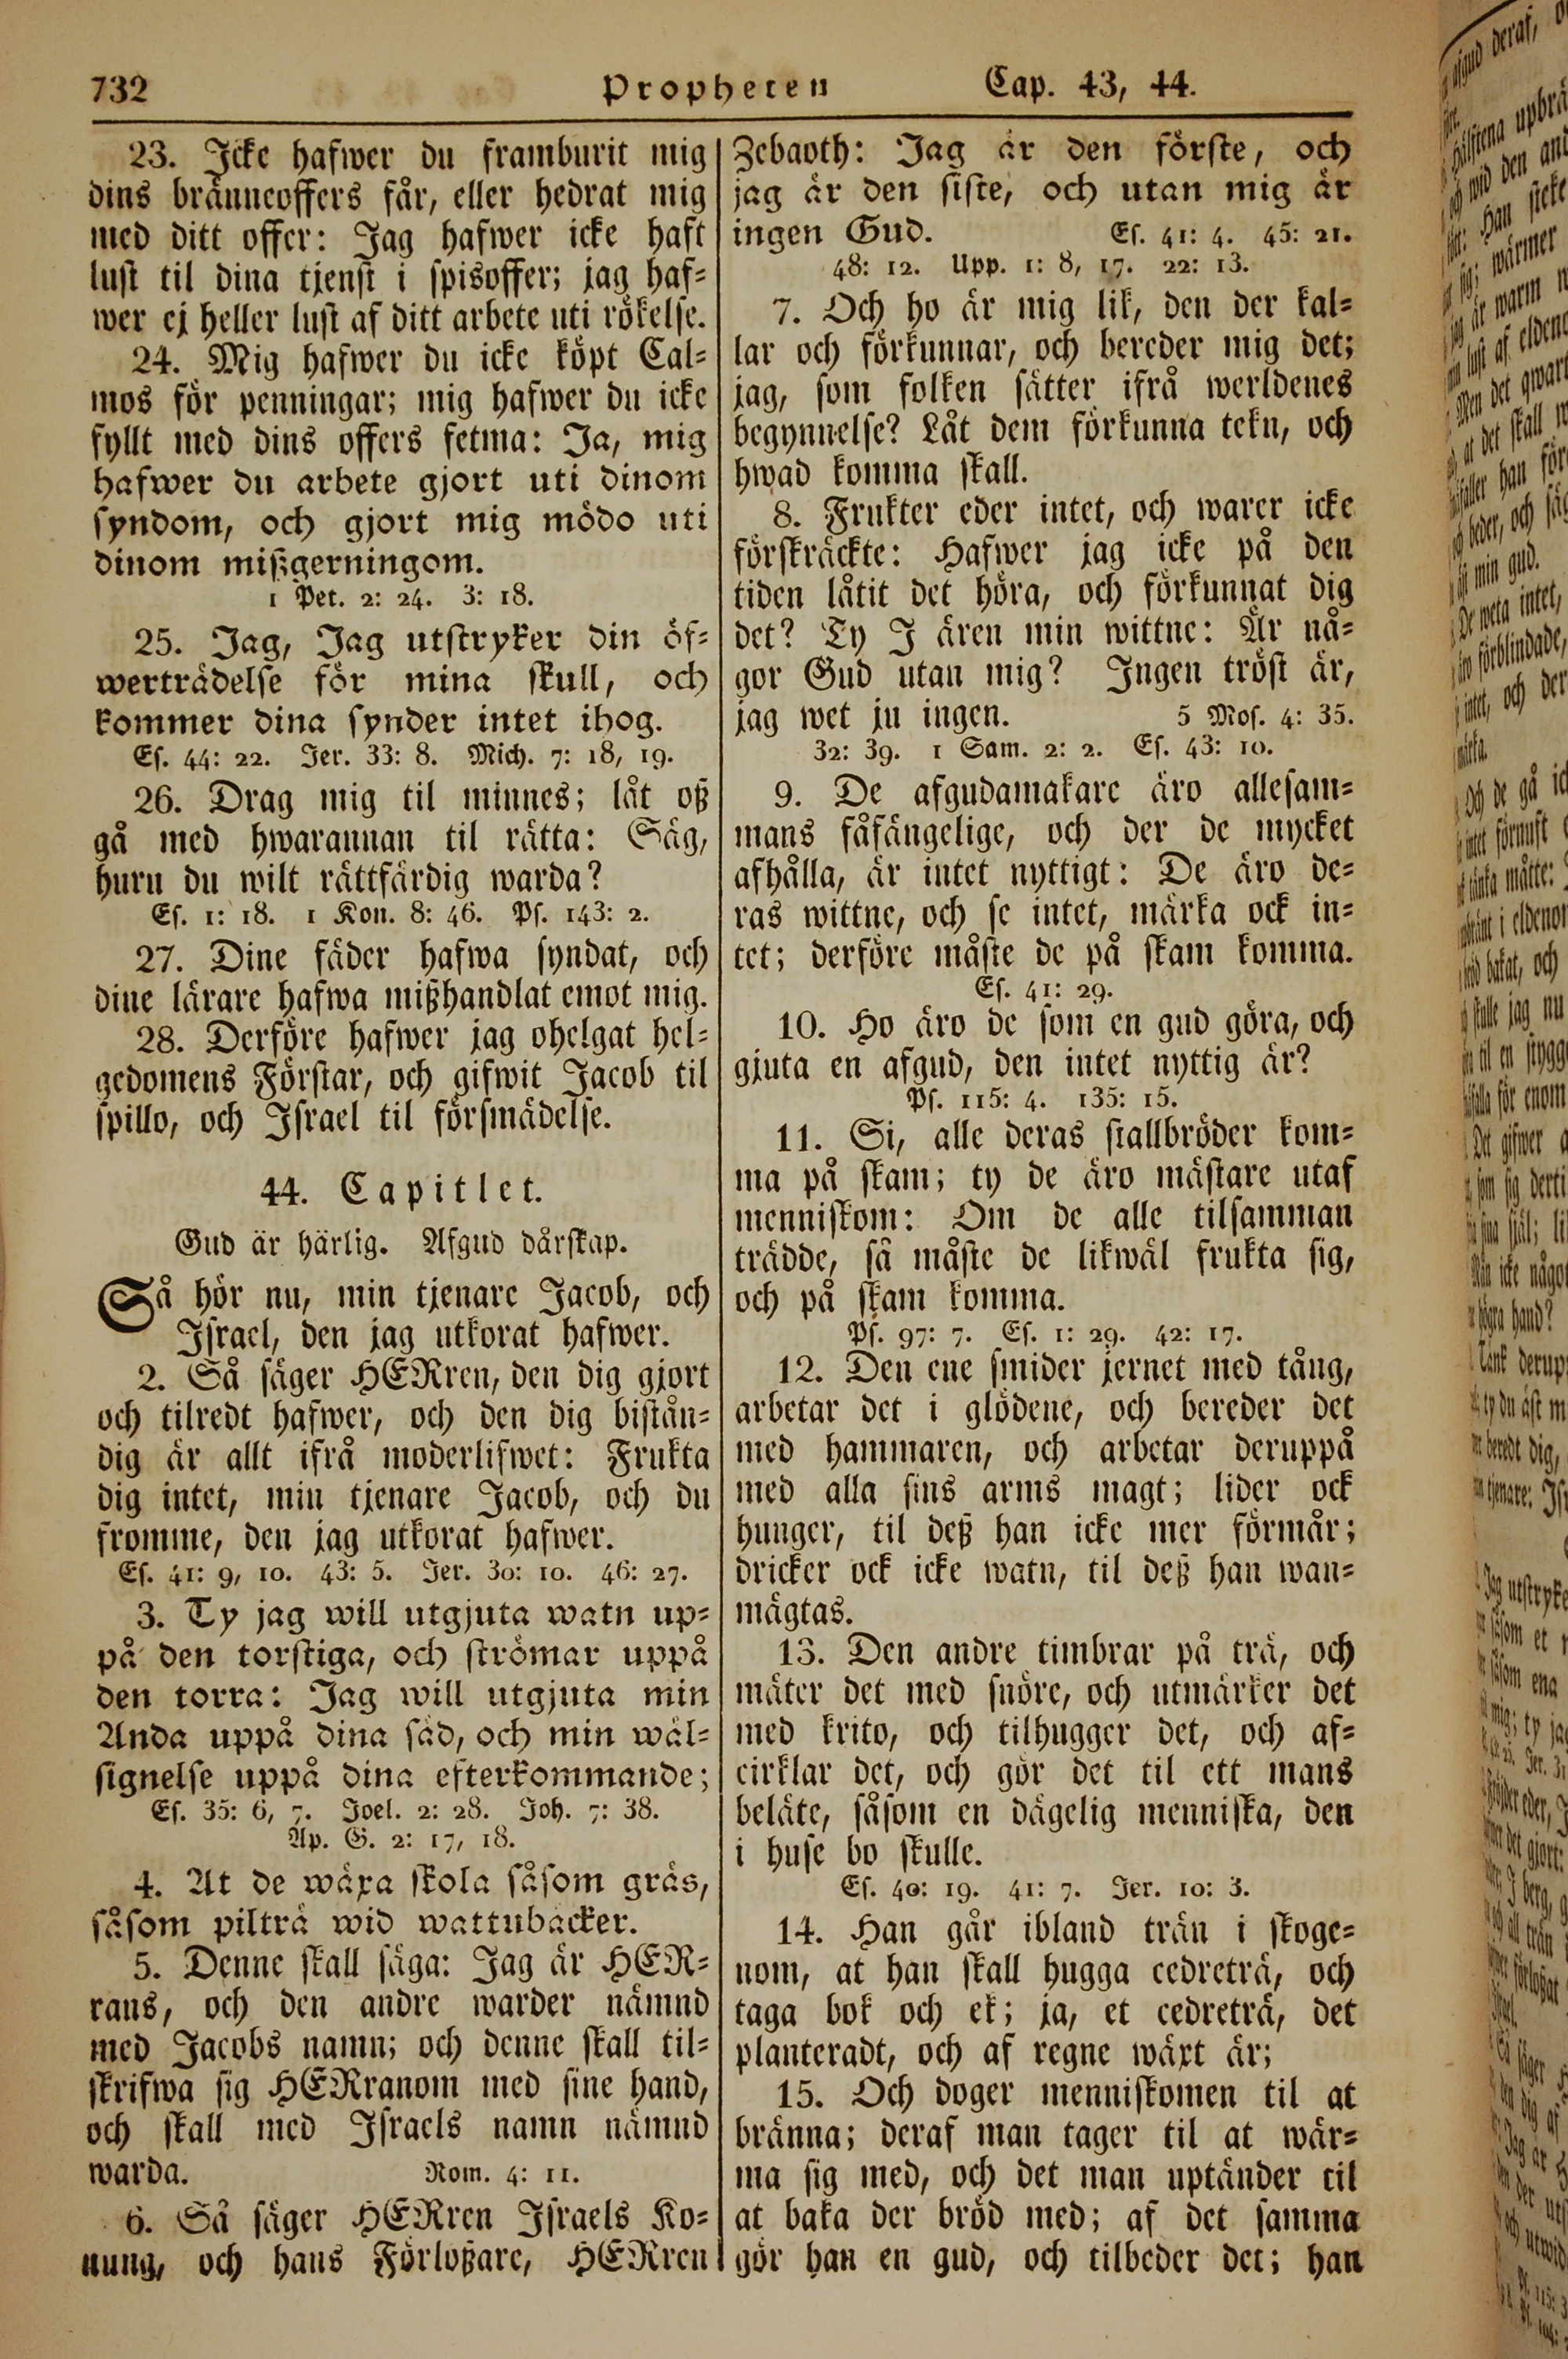 732 Propheten Cap. 43, 44.
23. Icke hafwer du framburit mig
dins bränneoffers får, eller hedrat mig
med ditt offer: Jag hafwer icke haft
lust til dina tjenst i spisoffer; jag haf=
wer ej heller lust af ditt arbete uti rökelse.
24. Mig hafwer du icke köpt Cal=
mos för penningar; mig hafwer du icke
fyllt med dins offers fetma: Ja, mig
hafwer du arbete gjort uti dinom
syndom, och gjort mig mödo uti
dinom mißgerningom.
1 Pet. 2: 24. 3: 18.
25. Jag, Jag utstryker din öf=
werträdelse för mina skull, och
kommer dina synder intet ihog.
Es. 44: 22. Jer. 33: 8. Mich. 7: 18, 19.
26. Drag mig til minnes; låt oß
gå med hwarannan til rätta: Säg,
huru du wilt rättfärdig warda?
Es. 1: 18. 1 Kon. 8: 46. Ps. 143: 2.
27. Dine fäder hafwa syndat, och
dine lärare hafwa mißhandlat emot mig.
28. Derföre hafwer jag ohelgat hel=
gedomens Förstar, och gifwit Jacob til
spillo, och Israel til försmädelse.
44. Capitlet.
Gud är härlig. Afgud dårskap.
Så hör nu, min tjenare Jacob, och
Israel, den jag utkorat hafwer.
2. Så säger HERren, den dig gjort
och tilredt hafwer, och den dig bistån=
dig är allt ifrå moderlifwet: Frukta
dig intet, min tjenare Jacob, och du
fromme, den jag utkorat hafwer.
Es. 41: 9, 10. 43: 5. Jer. 30: 10. 46: 27.
3. Ty jag will utgjuta watn up=
på den torstiga, och strömar uppå
den torra: Jag will utgjuta min
Anda uppå dina säd, och min wäl=
signelse uppå dina efterkommande;
Es. 35: 6, 7. Joel. 2: 28. Joh. 7: 38.
Ap. G. 2: 17, 18.
4. At de wäxa skola såsom gräs,
såsom pilträ wid wattubäcker.
5. Denne skall säga: Jag är HER=
rans, och den andre warder nämnd
med Jacobs namn; och denne skall til=
skrifwa sig HERranom med sine hand,
och skall med Israels namn nämnd
warda. Rom. 4: 11.
6. Så säger HERren Israels Ko=
nung, och hans Förloßare, HERren
Zebaoth: Jag är den förste, och
jag är den siste, och utan mig är
ingen Gud. Es. 41: 4. 45: 21.
48: 12. Upp. 1: 8, 17. 22: 13.
7. Och ho är mig lik, den der kal=
lar och förkunnar, och bereder mig det;
jag, som folken sätter ifrå werldenes
begynnelse? Låt dem förkunna tekn, och
hwad komma skall.
8. Frukter eder intet, och warer icke
förskräckte: Hafwer jag icke på den
tiden låtit det höra, och förkunnat dig
det? Ty I ären min wittne: Är nå=
gor Gud utan mig? Ingen tröst är,
jag wet ju ingen. 5 Mos. 4: 35.
32: 39. 1 Sam. 2: 2. Es. 43: 10.
9. De afgudamakare äro allesam=
mans fåfängelige, och der de mycket
afhålla, är intet nyttigt: De äro de=
ras wittne, och se intet, märka ock in=
tet; derföre måste de på skam komma.
Es. 41: 29.
10. Ho äro de som en gud göra, och
gjuta en afgud, den intet nyttig är?
Ps. 115: 4. 135: 15.
11. Si, alle deras stallbröder kom=
ma på skam; ty de äro mästare utaf
menniskom: Om de alle tilsamman
trädde, så måste de likwäl frukta sig,
och på skam komma.
Ps. 97: 7. Es. 1: 29. 42: 17.
12. Den ene smider jernet med tång,
arbetar det i glödene, och bereder det
med hammaren, och arbetar deruppå
med alla sins arms magt; lider ock
hunger, til deß han icke mer förmår;
dricker ock icke watn, til deß han wan=
mägtas.
13. Den andre timbrar på trä, och
mäter det med snöre, och utmärker det
med krito, och tilhugger det, och af=
cirklar det, och gör det til ett mans
beläte, såsom en dägelig menniska, den
i huse bo skulle.
Es. 40: 19. 41: 7. Jer. 10: 3.
14. Han går ibland trän i skoge=
nom, at han skall hugga cedreträ, och
taga bok och ek; ja, et cedreträ, det
planteradt, och af regne wäxt är;
15. Och doger menniskomen til at
bränna; deraf man tager til at wär=
ma sig med, och det man uptänder til
at baka der bröd med; af det samma
gör han en gud, och tilbeder det; han